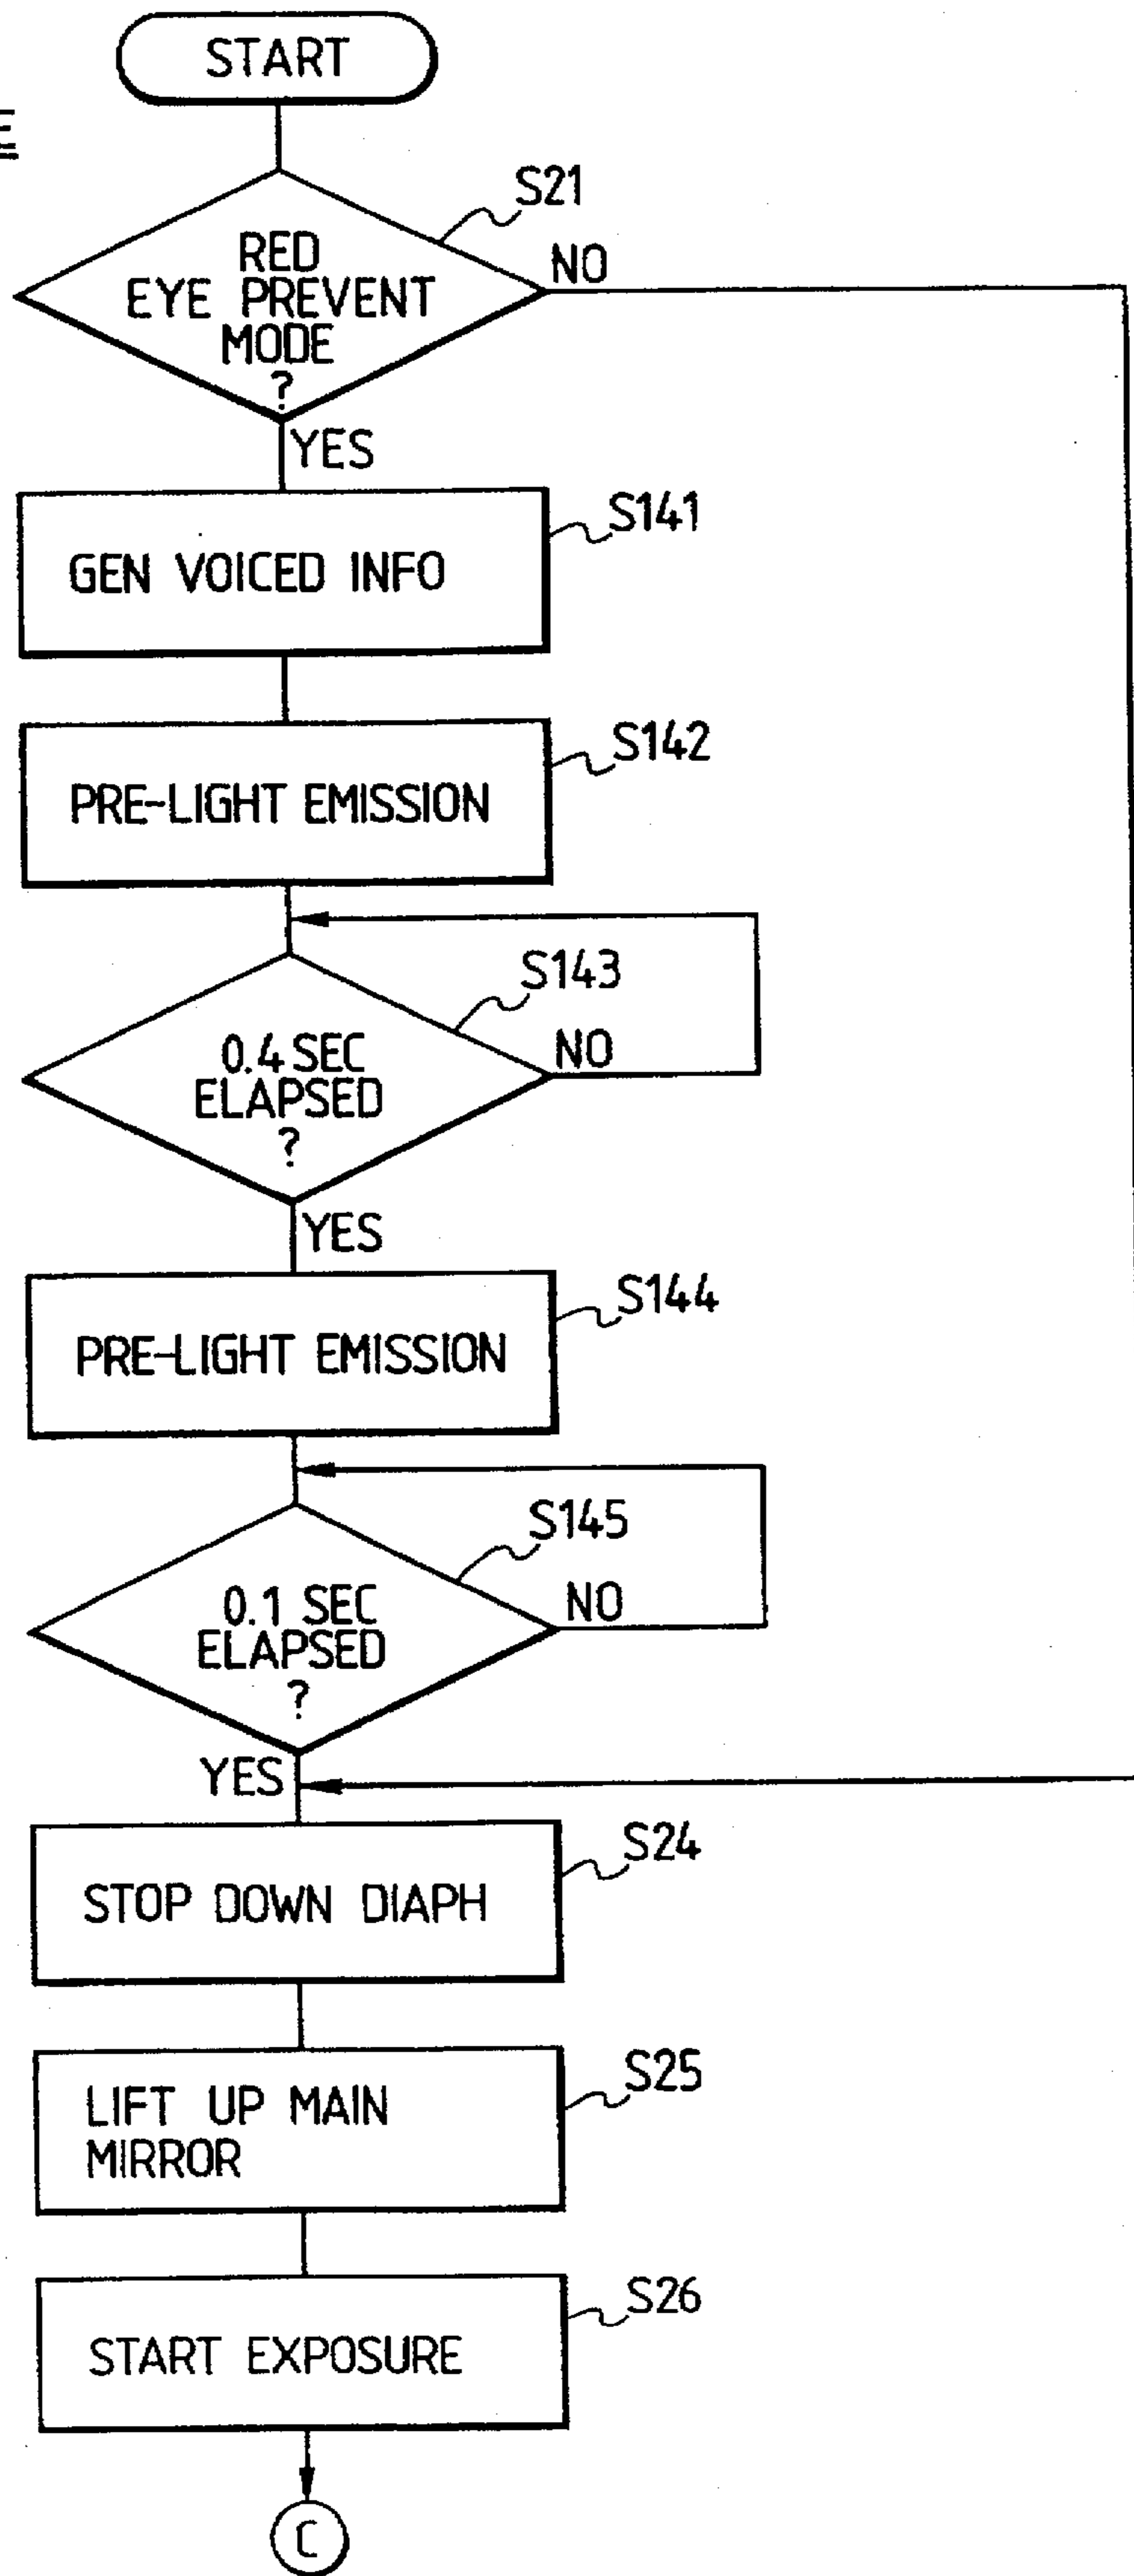 START
S21
RED
EYE PREVENT
MODE
?
NO
YES
S141
GEN VOICED INFO
S142
PRE-LIGHT EMISSION
S143
0.4 SEC
ELAPSED
?
NO
YES
S144
PRE-LIGHT EMISSION
S145
0.1 SEC
ELAPSED
?
NO
YES
S24
STOP DOWN DIAPH
S25
LIFT UP MAIN
MIRROR
S26
START EXPOSURE
C